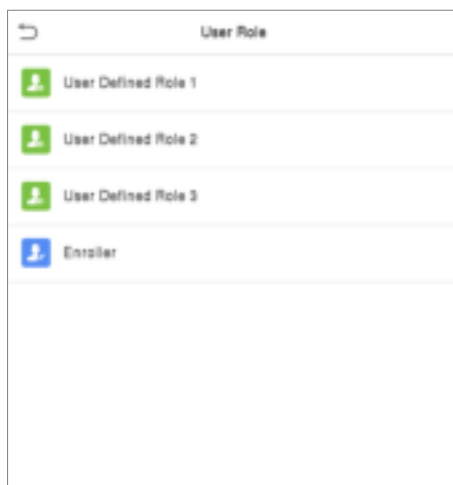 User Role
User Defined Role 1
User Defined Role 2
User Defined Role 3
Enroller